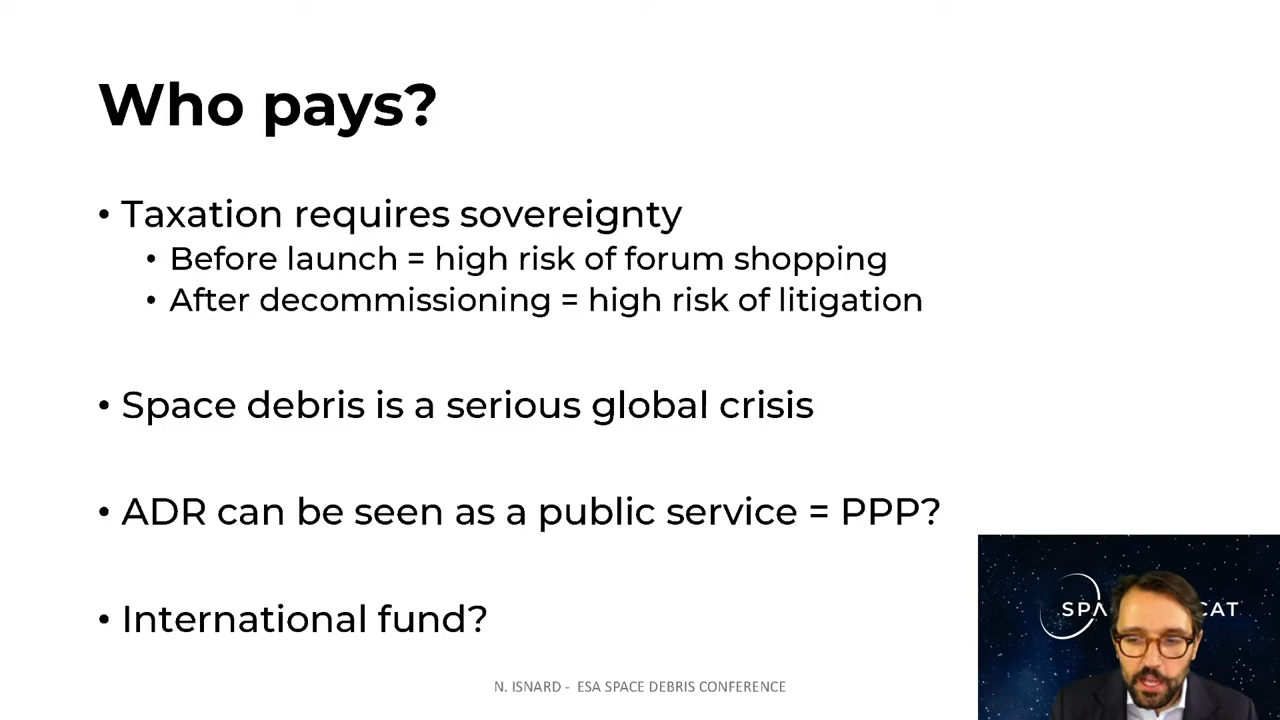 Who pays?
• Taxation requires sovereignty
• Before launch = high risk of forum shopping
• After decommissioning = high risk of litigation
• Space debris is a serious global crisis
• ADR can be seen as a public service = PPP?
• International fund?
N. ISNARD - ESA SPACE DEBRIS CONFERENCE